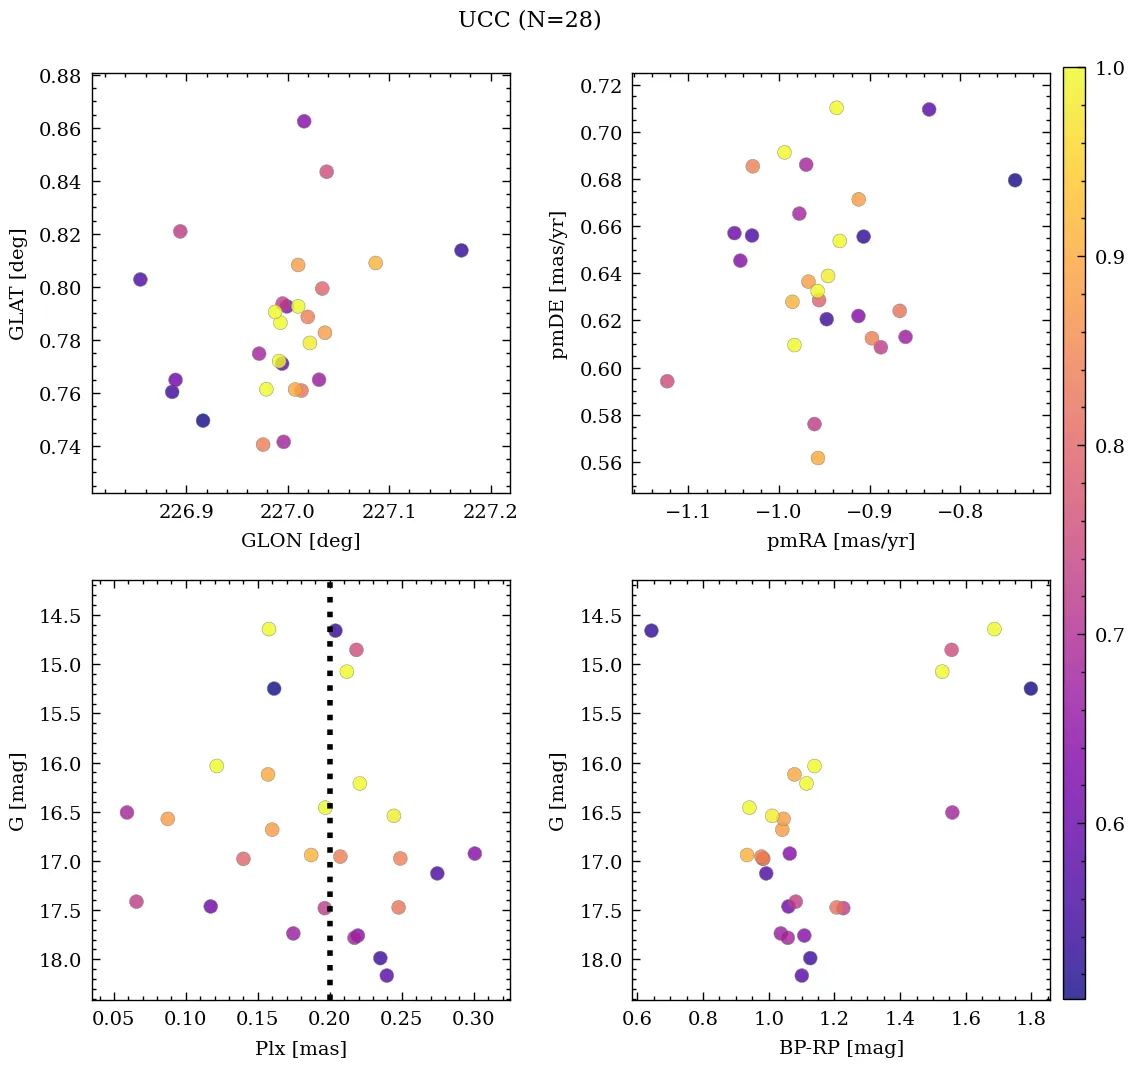 UCC (N=28)
0.88
0.86
0.84
0.82
0.80
0.78
0.76
0.74
GLAT [deg]
226.9 227.0 227.1 227.2
GLON [deg]
0.72
0.70
0.68
0.66
0.64
0.62
0.60
0.58
0.56
pmDE [mas/yr]
−1.1 −1.0 −0.9 −0.8
pmRA [mas/yr]
1.0
0.9
0.8
0.7
0.6
14.5
15.0
15.5
16.0
16.5
17.0
17.5
18.0
G [mag]
0.05 0.10 0.15 0.20 0.25 0.30
Plx [mas]
14.5
15.0
15.5
16.0
16.5
17.0
17.5
18.0
G [mag]
0.6 0.8 1.0 1.2 1.4 1.6 1.8
BP-RP [mag]